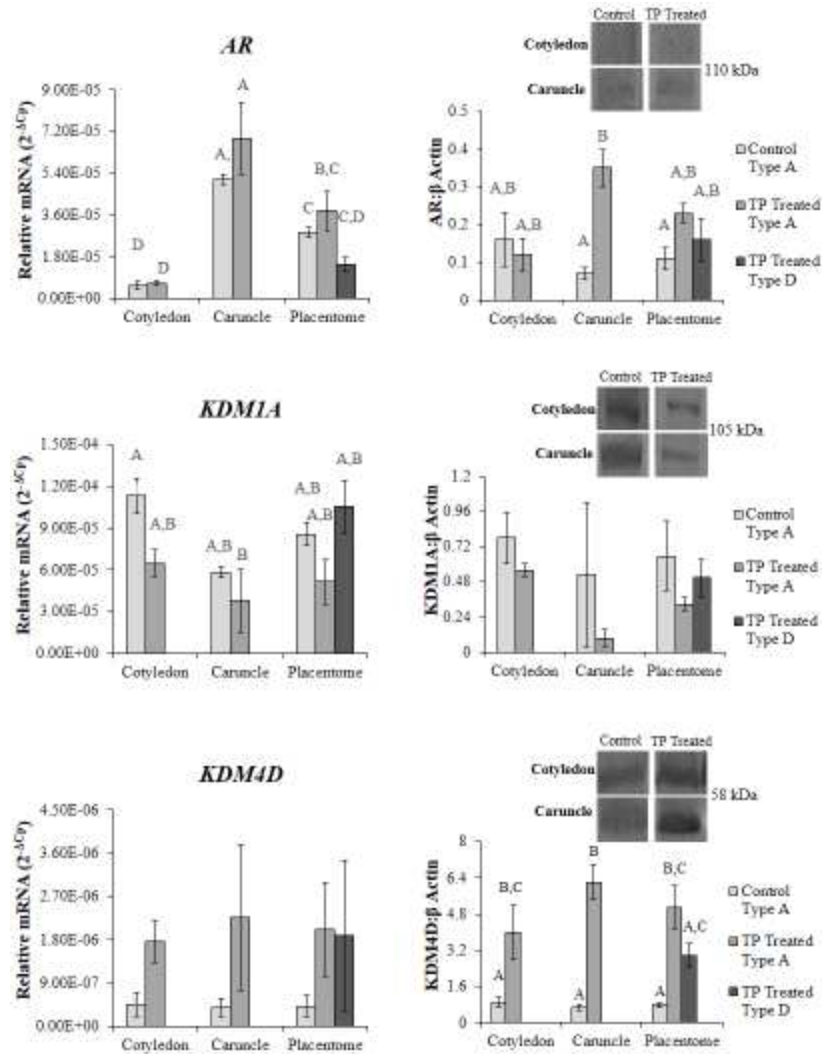 AR
Relative mRNA (2^-ΔCp)
9.00E-05
7.20E-05
5.40E-05
3.60E-05
1.80E-05
0.00E+00
D
D
A,
A
C
B,C
C,D
Cotyledon Caruncle Placentome
Control TP Treated
Cotyledon
Caruncle
110 kDa
AR:β Actin
0.5
0.4
0.3
0.2
0.1
0
A,B
A,B
A
B
A
A,B
A,B
Cotyledon Caruncle Placentome
Control
Type A
TP Treated
Type A
TP Treated
Type D
KDM1A
Relative mRNA (2^-ΔCp)
1.50E-04
1.20E-04
9.00E-05
6.00E-05
3.00E-05
0.00E+00
A
A,B
A,B
B
A,B
A,B
A,B
Cotyledon Caruncle Placentome
Control TP Treated
Cotyledon
Caruncle
105 kDa
KDM1A:β Actin
1.2
0.96
0.72
0.48
0.24
0
Cotyledon Caruncle Placentome
Control
Type A
TP Treated
Type A
TP Treated
Type D
KDM4D
Relative mRNA (2^-ΔCp)
4.50E-06
3.60E-06
2.70E-06
1.80E-06
9.00E-07
0.00E+00
Cotyledon Caruncle Placentome
Control TP Treated
Cotyledon
Caruncle
58 kDa
KDM4D:β Actin
8
6.4
4.8
3.2
1.6
0
A
B,C
A
B
A
B,C
A,C
Cotyledon Caruncle Placentome
Control
Type A
TP Treated
Type A
TP Treated
Type D